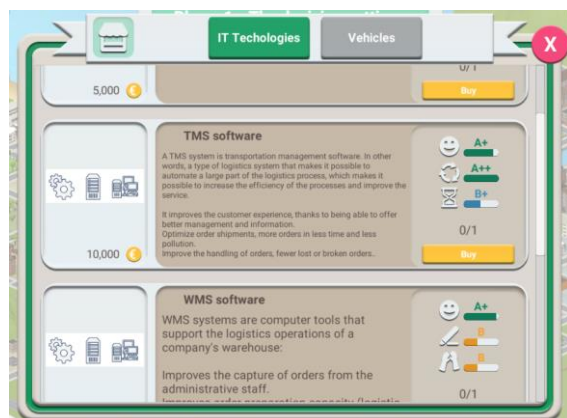 IT Techologies
Vehicles
X
5,000
0/1
Buy
TMS software
A TMS system is transportation management software. In other
words, a type of logistics system that makes it possible to
automate a large part of the logistics process, which makes it
possible to increase the efficiency of the processes and improve the
service.
It improves the customer experience, thanks to being able to offer
better management and information.
Optimize order shipments, more orders in less time and less
pollution.
Improve the handling of orders, fewer lost or broken orders..
10,000
A+
A++
B+
0/1
Buy
WMS software
WMS systems are computer tools that
support the logistics operations of a
company's warehouse:
Improves the capture of orders from the
administrative staff.
A+
B
B
0/1